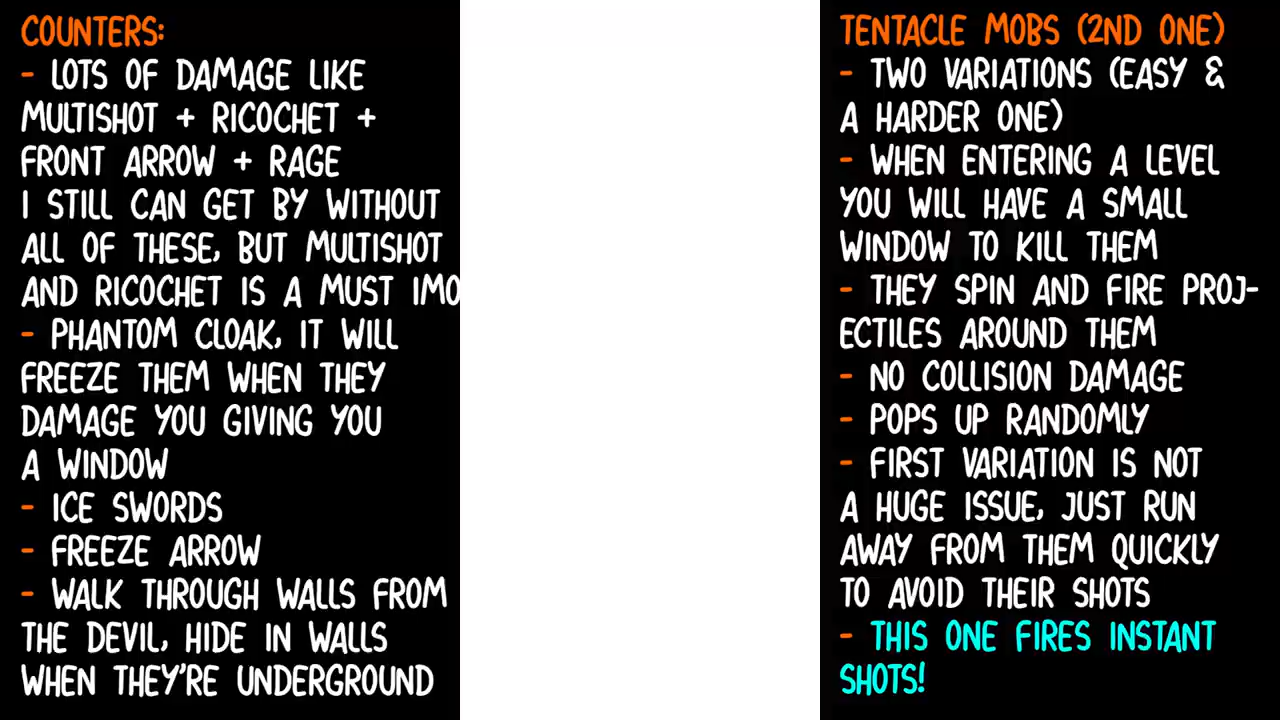 COUNTERS:
- LOTS OF DAMAGE LIKE
MULTISHOT + RICOCHET +
FRONT ARROW + RAGE
I STILL CAN GET BY WITHOUT
ALL OF THESE, BUT MULTISHOT
AND RICOCHET IS A MUST IMO
- PHANTOM CLOAK, IT WILL
FREEZE THEM WHEN THEY
DAMAGE YOU GIVING YOU
A WINDOW
- ICE SWORDS
- FREEZE ARROW
- WALK THROUGH WALLS FROM
THE DEVIL, HIDE IN WALLS
WHEN THEY'RE UNDERGROUND
TENTACLE MOBS (2ND ONE)
- TWO VARIATIONS (EASY &
A HARDER ONE)
- WHEN ENTERING A LEVEL
YOU WILL HAVE A SMALL
WINDOW TO KILL THEM
- THEY SPIN AND FIRE PROJ-
ECTILES AROUND THEM
- NO COLLISION DAMAGE
- POPS UP RANDOMLY
- FIRST VARIATION IS NOT
A HUGE ISSUE, JUST RUN
AWAY FROM THEM QUICKLY
TO AVOID THEIR SHOTS
- THIS ONE FIRES INSTANT
SHOTS!